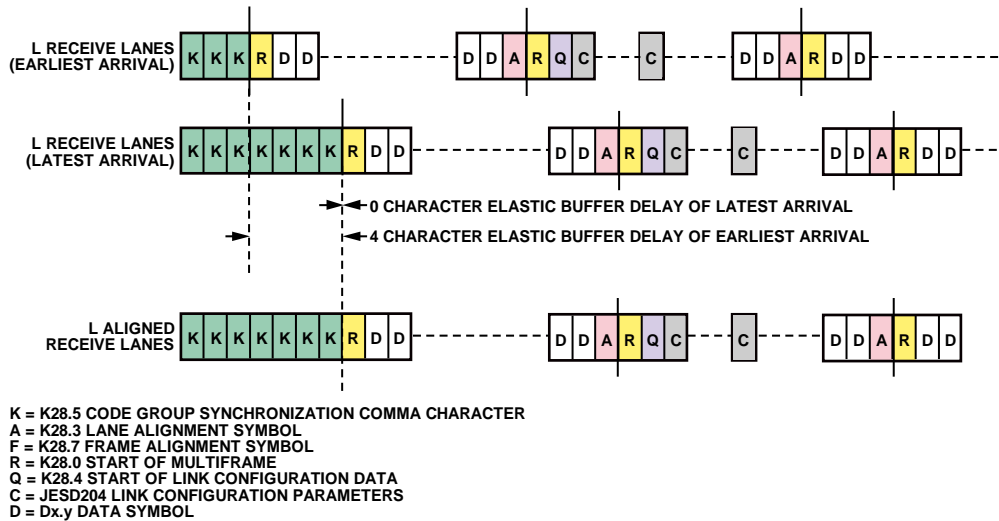 L RECEIVE LANES
(EARLIEST ARRIVAL)
K K K R D D D D A R Q C C D D A R D D
L RECEIVE LANES
(LATEST ARRIVAL)
K K K K K K K R D D D D A R Q C C D D A R D D
0 CHARACTER ELASTIC BUFFER DELAY OF LATEST ARRIVAL
4 CHARACTER ELASTIC BUFFER DELAY OF EARLIEST ARRIVAL
L ALIGNED
RECEIVE LANES
K K K K K K K R D D D D A R Q C C D D A R D D
K = K28.5 CODE GROUP SYNCHRONIZATION COMMA CHARACTER
A = K28.3 LANE ALIGNMENT SYMBOL
F = K28.7 FRAME ALIGNMENT SYMBOL
R = K28.0 START OF MULTIFRAME
Q = K28.4 START OF LINK CONFIGURATION DATA
C = JESD204 LINK CONFIGURATION PARAMETERS
D = Dx.y DATA SYMBOL